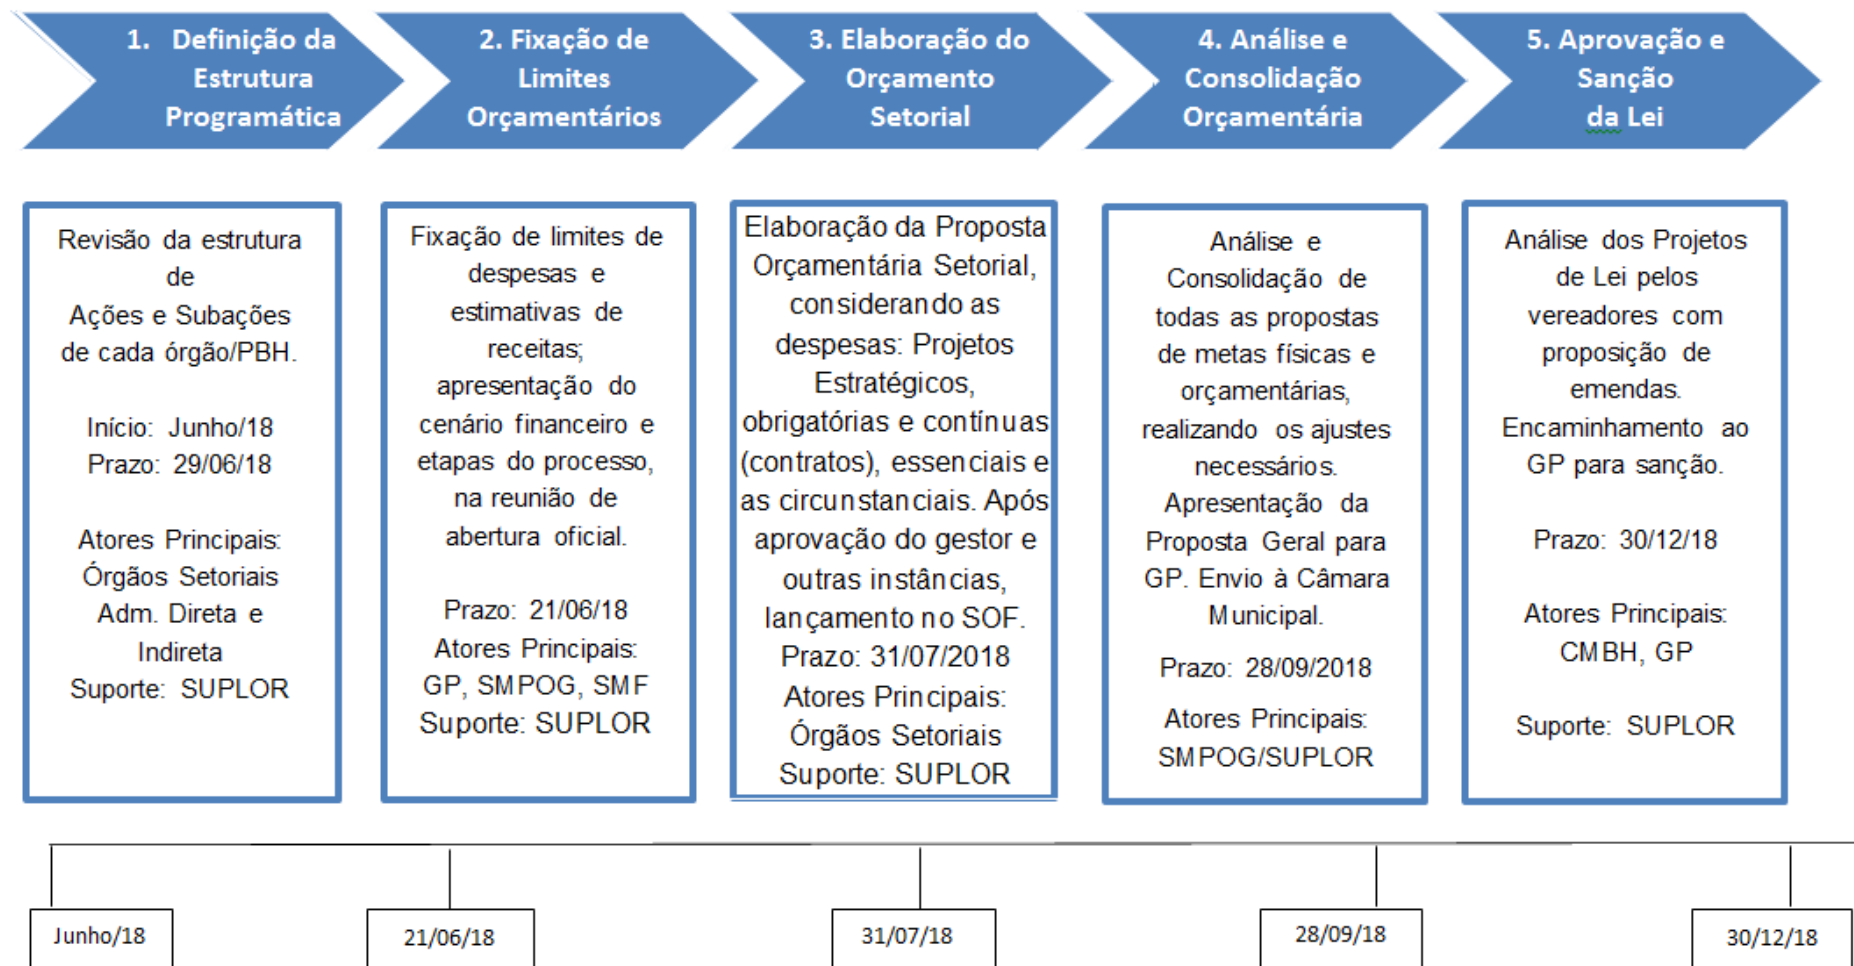 1. Definição da
Estrutura
Programática
2. Fixação de
Limites
Orçamentários
3. Elaboração do
Orçamento
Setorial
4. Análise e
Consolidação
Orçamentária
5. Aprovação e
Sanção
da Lei
Revisão da estrutura
de
Ações e Subações
de cada órgão/PBH.
Início: Junho/18
Prazo: 29/06/18
Atores Principais:
Órgãos Setoriais
Adm. Direta e
Indireta
Suporte: SUPLOR
Fixação de limites de
despesas e
estimativas de
receitas;
apresentação do
cenário financeiro e
etapas do processo,
na reunião de
abertura oficial.
Prazo: 21/06/18
Atores Principais:
GP, SMPOG, SMF
Suporte: SUPLOR
Elaboração da Proposta
Orçamentária Setorial,
considerando as
despesas: Projetos
Estratégicos,
obrigatórias e contínuas
(contratos), essenciais e
as circunstanciais. Após
aprovação do gestor e
outras instâncias,
lançamento no SOF.
Prazo: 31/07/2018
Atores Principais:
Órgãos Setoriais
Suporte: SUPLOR
Análise e
Consolidação de
todas as propostas
de metas físicas e
orçamentárias,
realizando os ajustes
necessários.
Apresentação da
Proposta Geral para
GP. Envio à Câmara
Municipal.
Prazo: 28/09/2018
Atores Principais:
SMPOG/SUPLOR
Análise dos Projetos
de Lei pelos
vereadores com
proposição de
emendas.
Encaminhamento ao
GP para sanção.
Prazo: 30/12/18
Atores Principais:
CMBH, GP
Suporte: SUPLOR
Junho/18
21/06/18
31/07/18
28/09/18
30/12/18